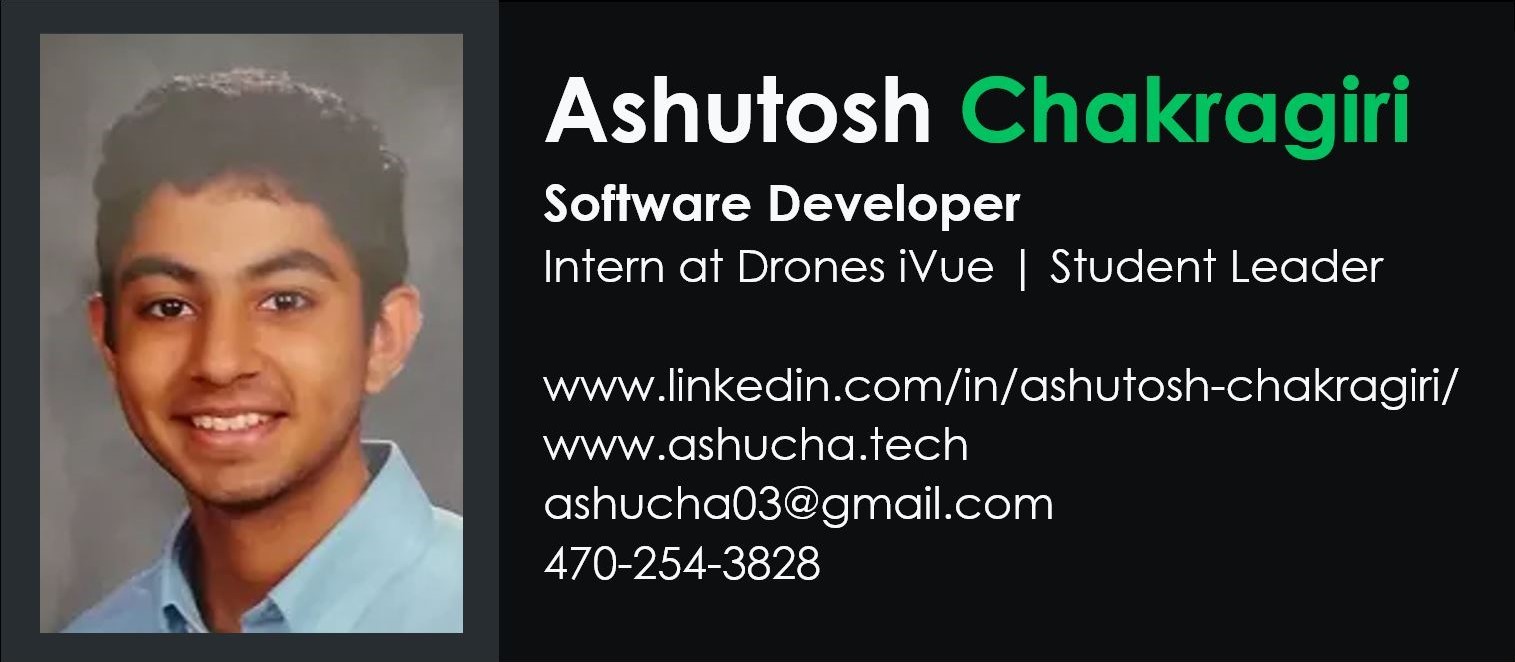 Ashutosh Chakragiri
Software Developer
Intern at Drones iVue | Student Leader
www.linkedin.com/in/ashutosh-chakragiri/
www.ashucha.tech
ashucha03@gmail.com
470-254-3828